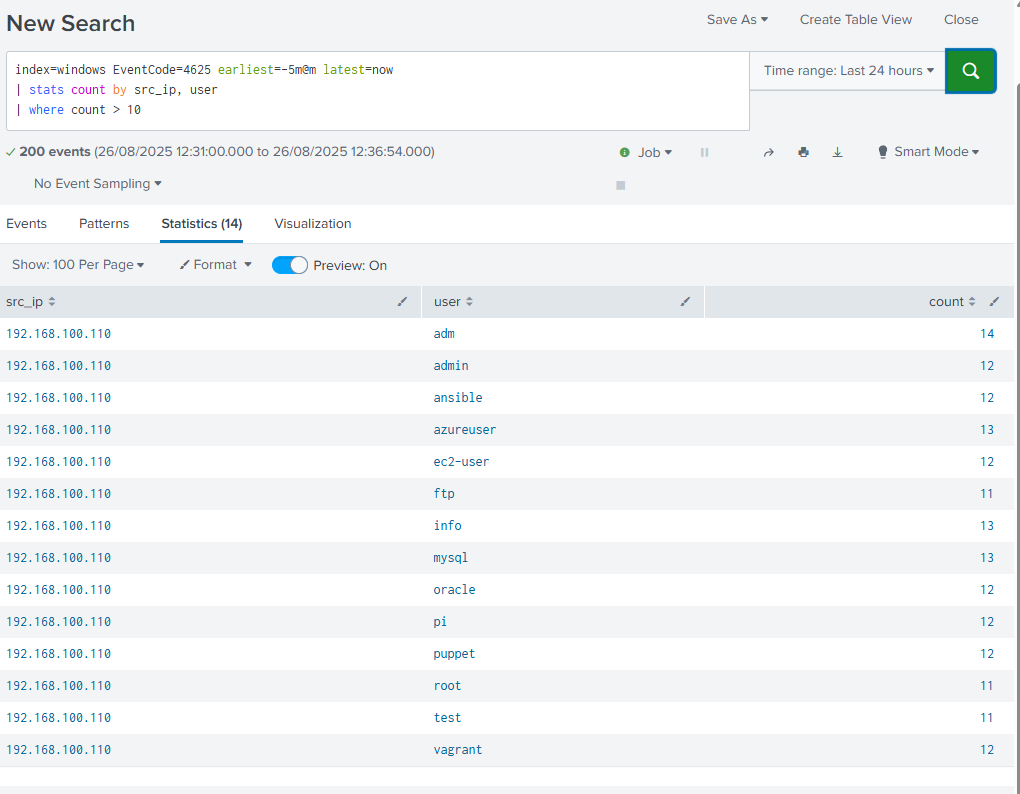 New Search
Save As Create Table View Close
index=windows EventCode=4625 earliest=-5m@m latest=now
| stats count by src_ip, user
| where count > 10
Time range: Last 24 hours
200 events (26/08/2025 12:31:00.000 to 26/08/2025 12:36:54.000)
Job
Smart Mode
No Event Sampling
Events Patterns Statistics (14) Visualization
Show: 100 Per Page Format Preview: On
src_ip user count
192.168.100.110 adm 14
192.168.100.110 admin 12
192.168.100.110 ansible 12
192.168.100.110 azureuser 13
192.168.100.110 ec2-user 12
192.168.100.110 ftp 11
192.168.100.110 info 13
192.168.100.110 mysql 13
192.168.100.110 oracle 12
192.168.100.110 pi 12
192.168.100.110 puppet 12
192.168.100.110 root 11
192.168.100.110 test 11
192.168.100.110 vagrant 12